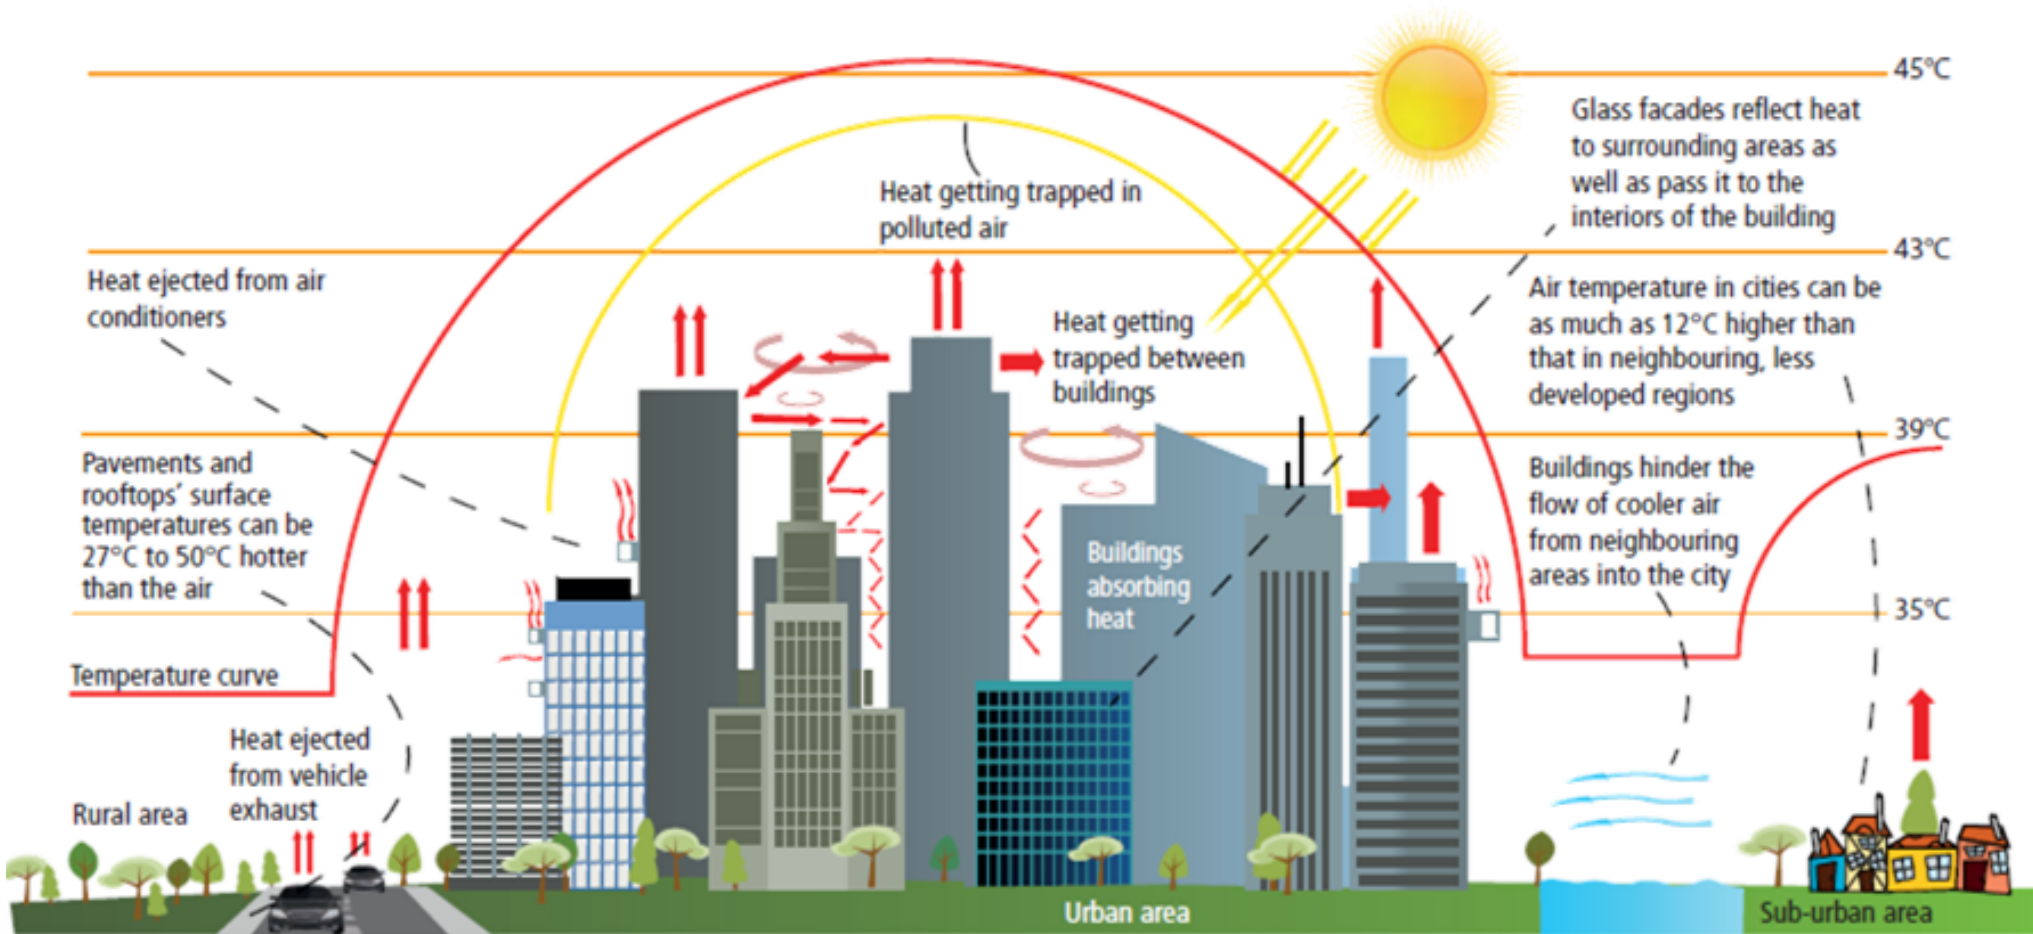 45°C
Glass facades reflect heat
to surrounding areas as
well as pass it to the
interiors of the building
Heat getting trapped in
polluted air
43°C
Heat ejected from air
conditioners
Air temperature in cities can be
as much as 12°C higher than
that in neighbouring, less
developed regions
Heat getting
trapped between
buildings
39°C
Pavements and
rooftops' surface
temperatures can be
27°C to 50°C hotter
than the air
Buildings hinder the
flow of cooler air
from neighbouring
areas into the city
Buildings
absorbing
heat
35°C
Temperature curve
Heat ejected
from vehicle
exhaust
Rural area
Urban area
Sub-urban area